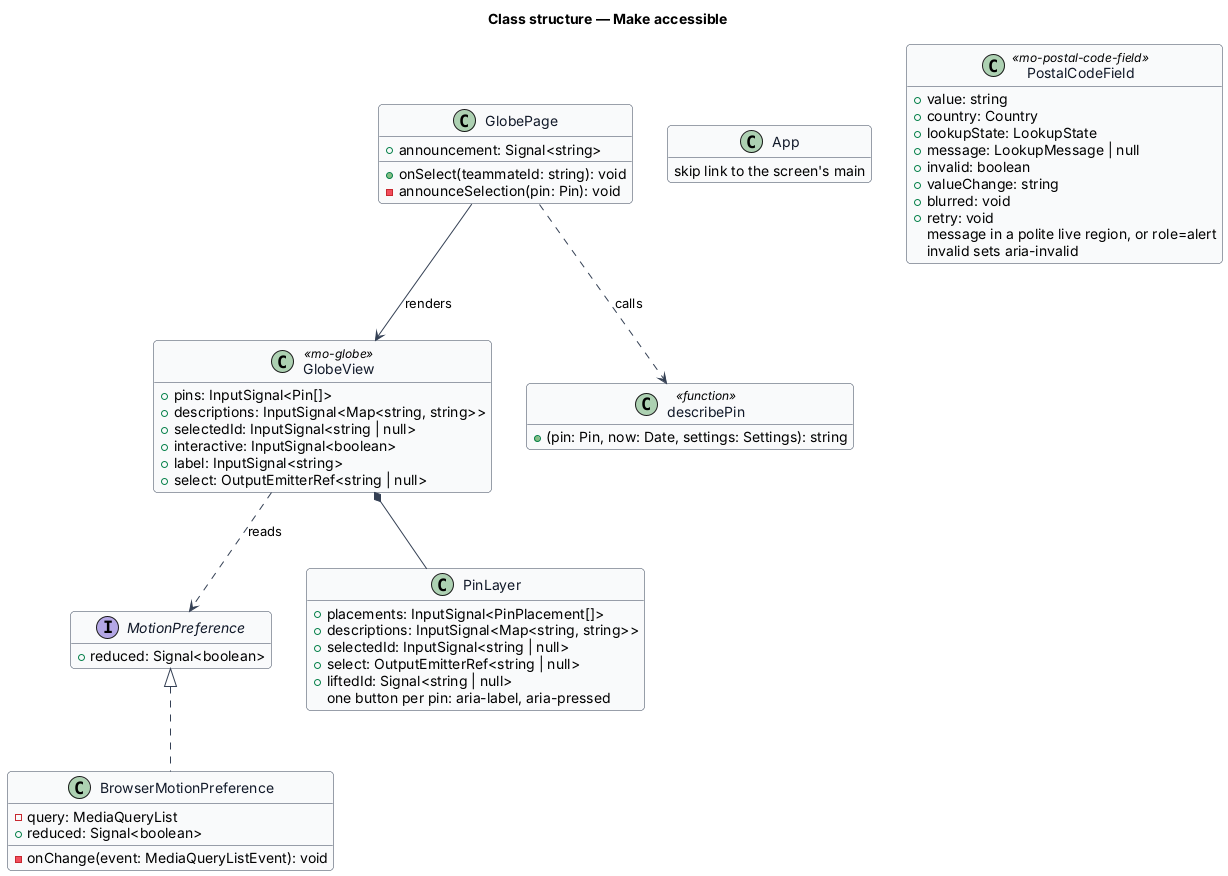 Class structure — Make accessible
C GlobePage
announcement: Signal<string>
onSelect(teammateId: string): void
announceSelection(pin: Pin): void
C App
skip link to the screen's main
C «mo-postal-code-field»
PostalCodeField
value: string
country: Country
lookupState: LookupState
message: LookupMessage | null
invalid: boolean
valueChange: string
blurred: void
retry: void
message in a polite live region, or role=alert
invalid sets aria-invalid
renders
calls
C «mo-globe»
GlobeView
pins: InputSignal<Pin[]>
descriptions: InputSignal<Map<string, string>>
selectedId: InputSignal<string | null>
interactive: InputSignal<boolean>
label: InputSignal<string>
select: OutputEmitterRef<string | null>
C «function»
describePin
(pin: Pin, now: Date, settings: Settings): string
reads
I MotionPreference
reduced: Signal<boolean>
C PinLayer
placements: InputSignal<PinPlacement[]>
descriptions: InputSignal<Map<string, string>>
selectedId: InputSignal<string | null>
select: OutputEmitterRef<string | null>
liftedId: Signal<string | null>
one button per pin: aria-label, aria-pressed
C BrowserMotionPreference
query: MediaQueryList
reduced: Signal<boolean>
onChange(event: MediaQueryListEvent): void